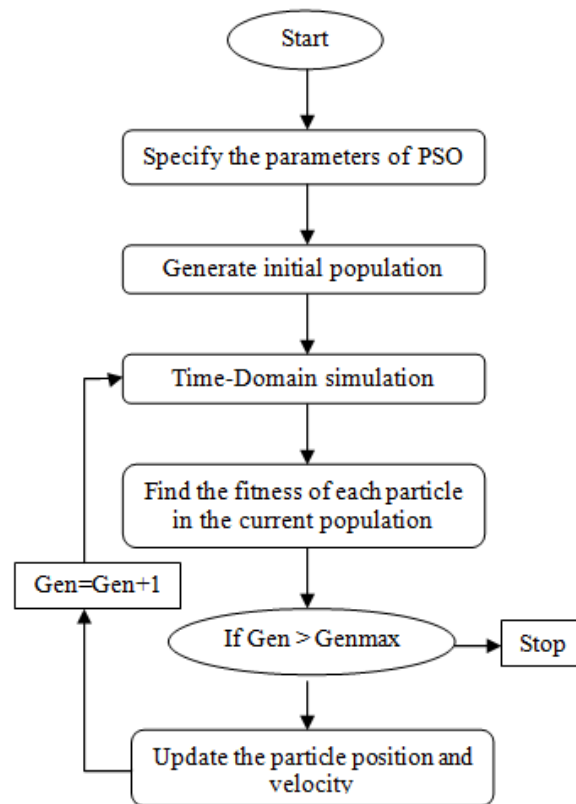 Start
Specify the parameters of PSO
Generate initial population
Time-Domain simulation
Find the fitness of each particle
in the current population
Gen=Gen+1
If Gen > Genmax
Stop
Update the particle position and
velocity